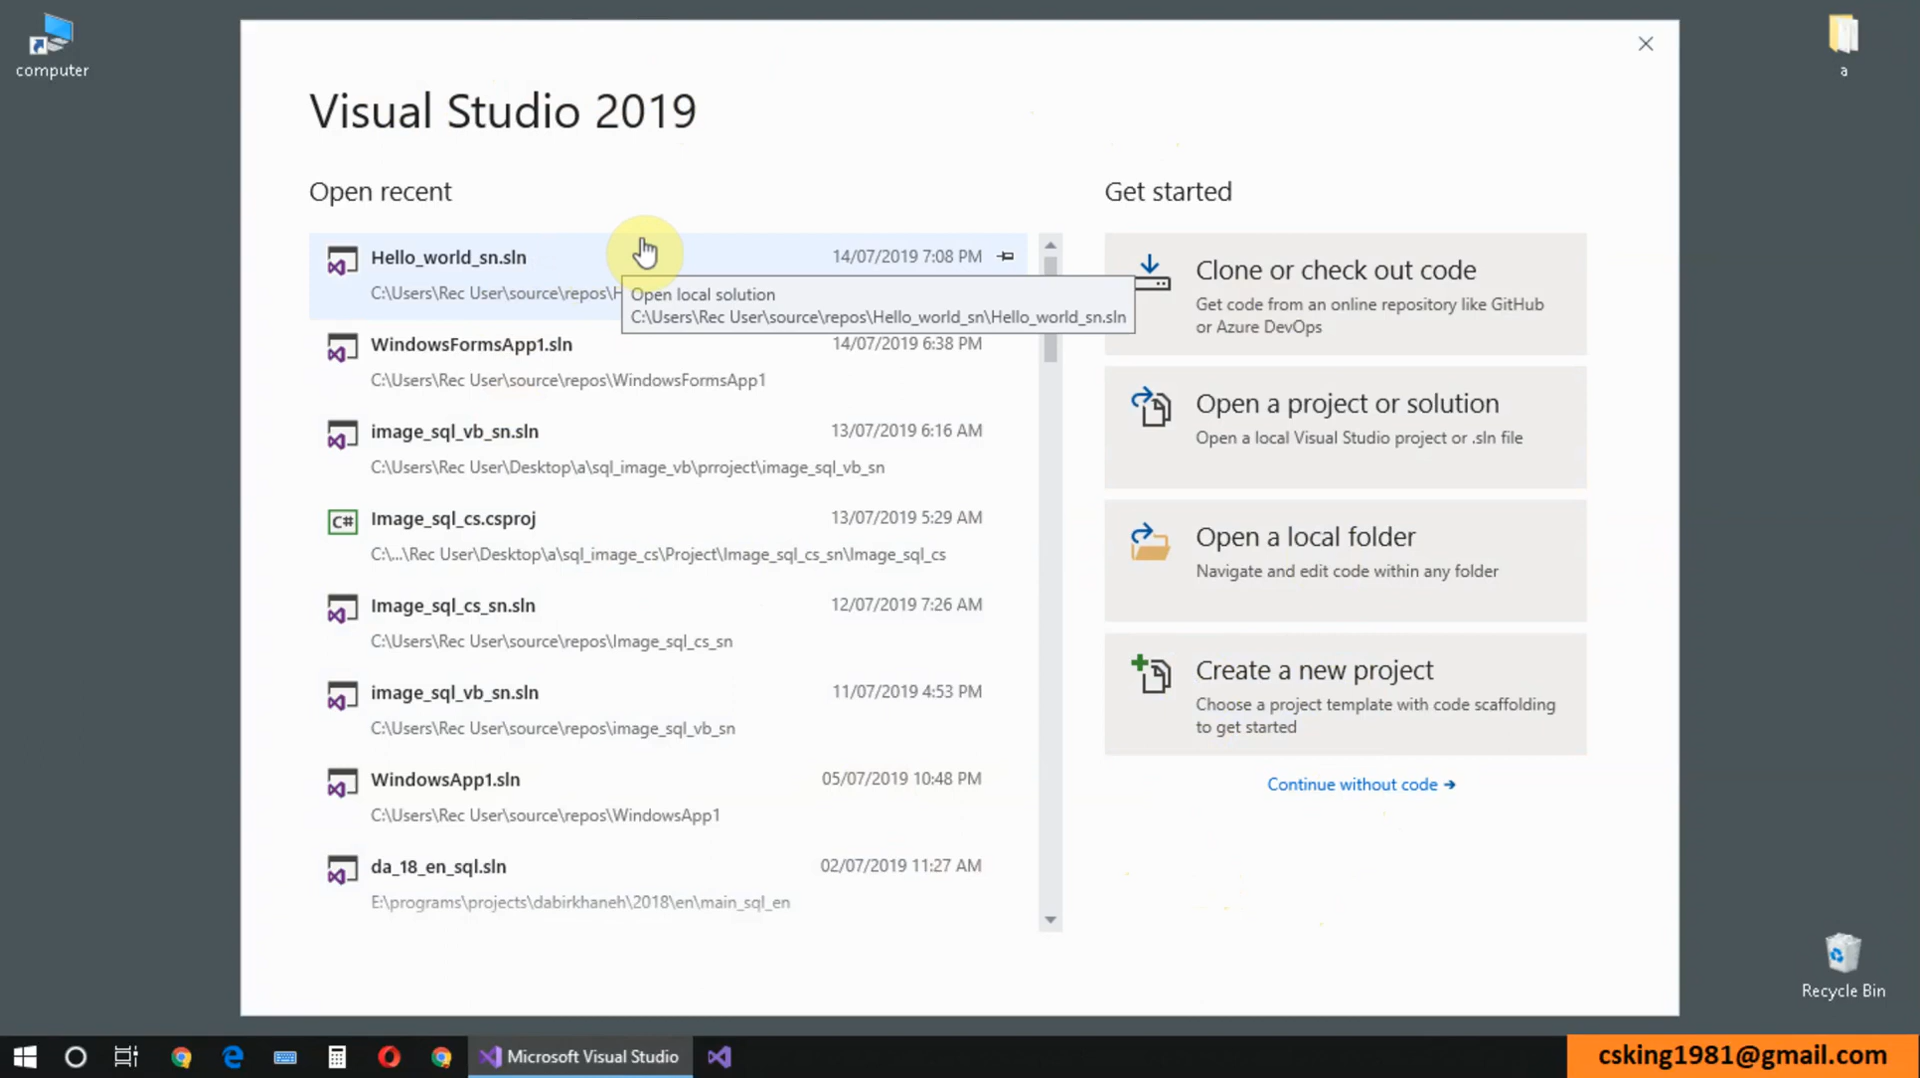 computer
a
Visual Studio 2019
Open recent
Hello_world_sn.sln
14/07/2019 7:08 PM
C:\Users\Rec User\source\repos\H
Open local solution
C:\Users\Rec User\source\repos\Hello_world_sn\Hello_world_sn.sln
WindowsFormsApp1.sln
14/07/2019 6:38 PM
C:\Users\Rec User\source\repos\WindowsFormsApp1
image_sql_vb_sn.sln
13/07/2019 6:16 AM
C:\Users\Rec User\Desktop\a\sql_image_vb\prroject\image_sql_vb_sn
C#
Image_sql_cs.csproj
13/07/2019 5:29 AM
C:\...\Rec User\Desktop\a\sql_image_cs\Project\Image_sql_cs_sn\Image_sql_cs
Image_sql_cs_sn.sln
12/07/2019 7:26 AM
C:\Users\Rec User\source\repos\Image_sql_cs_sn
image_sql_vb_sn.sln
11/07/2019 4:53 PM
C:\Users\Rec User\source\repos\image_sql_vb_sn
WindowsApp1.sln
05/07/2019 10:48 PM
C:\Users\Rec User\source\repos\WindowsApp1
da_18_en_sql.sln
02/07/2019 11:27 AM
E:\programs\projects\dabirkhaneh\2018\en\main_sql_en
Get started
Clone or check out code
Get code from an online repository like GitHub
or Azure DevOps
Open a project or solution
Open a local Visual Studio project or .sln file
Open a local folder
Navigate and edit code within any folder
Create a new project
Choose a project template with code scaffolding
to get started
Continue without code →
Recycle Bin
Microsoft Visual Studio
csking1981@gmail.com